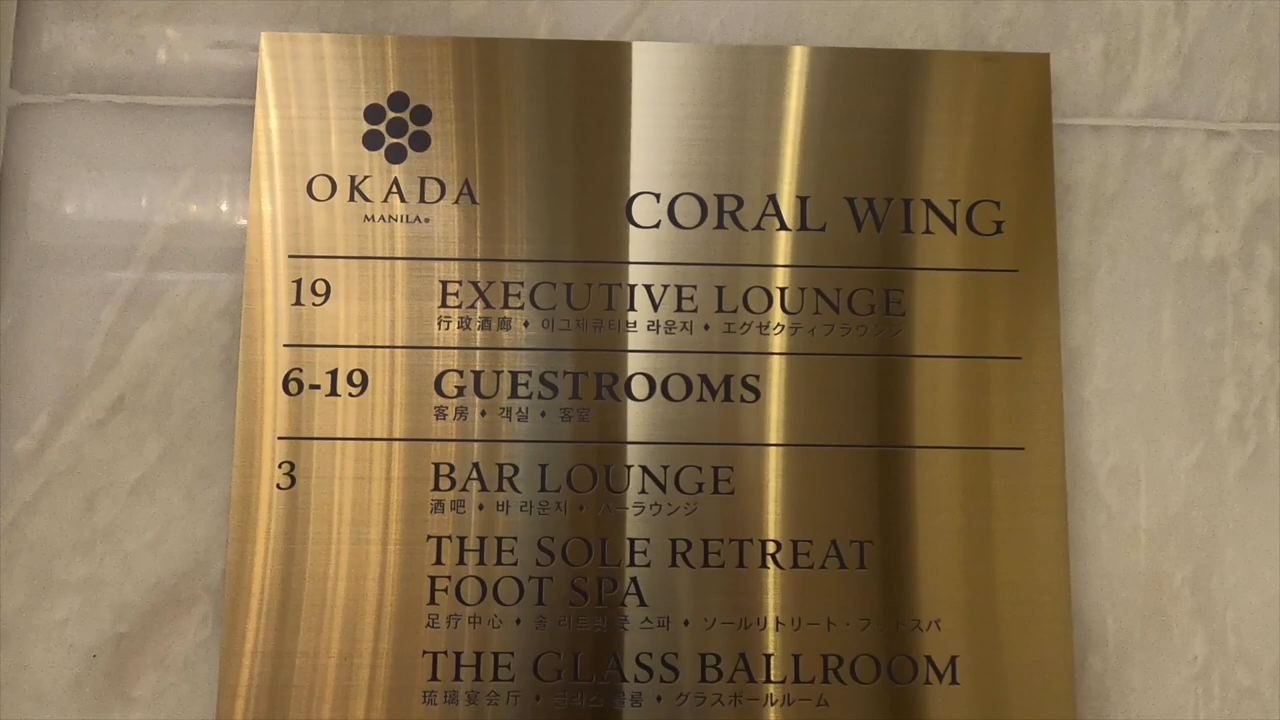 OKADA
MANILA
CORAL WING
19 EXECUTIVE LOUNGE
行政酒廊 ♦ 이그제큐티브 라운지 ♦ エグゼクティブラウンジ
6-19 GUESTROOMS
客房 ♦ 객실 ♦ 客室
3 BAR LOUNGE
酒吧 ♦ 바 라운지 ♦ バーラウンジ
THE SOLE RETREAT
FOOT SPA
足疗中心 ♦ 솔 리트릿 풋 스파 ♦ ソールリトリート・フットスパ
THE GLASS BALLROOM
琉璃宴会厅 ♦ 글라스 볼룸 ♦ グラスボールルーム